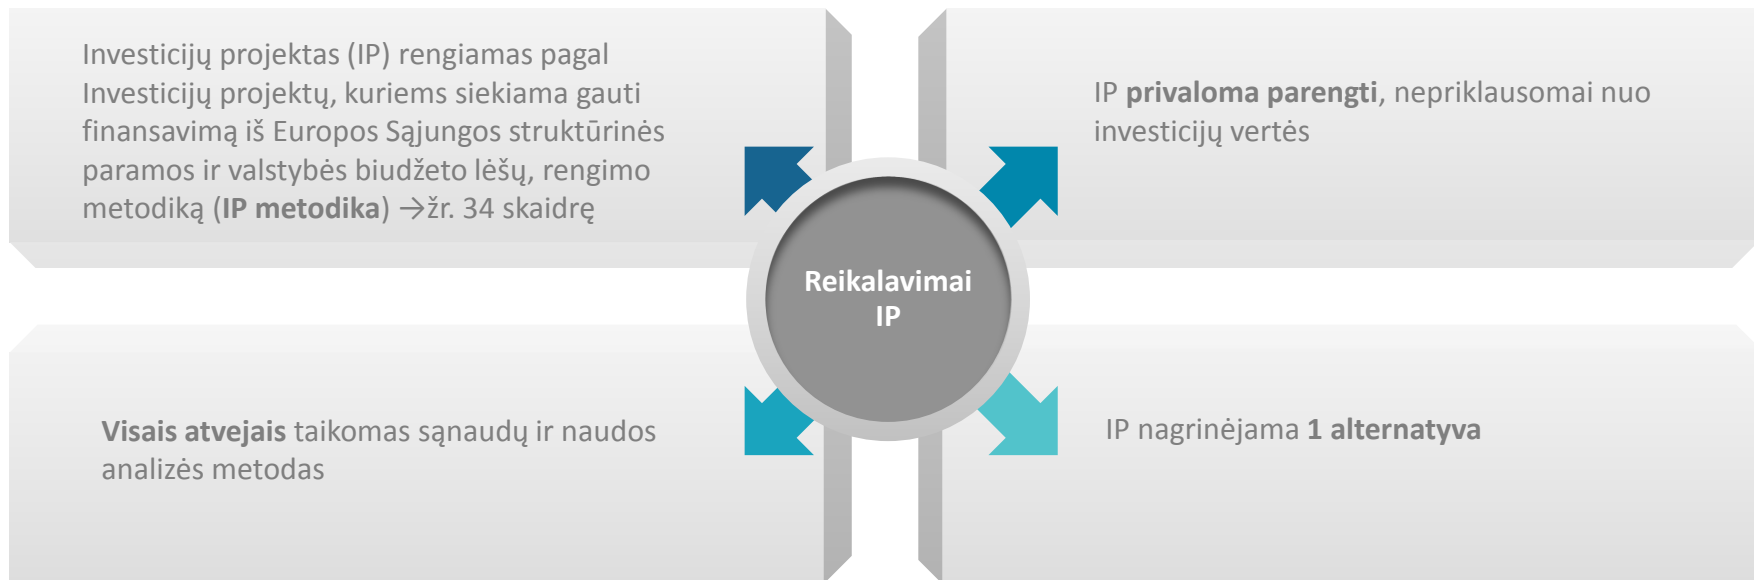 Investicijų projektas (IP) rengiamas pagal
Investicijų projektų, kuriems siekiama gauti
finansavimą iš Europos Sąjungos struktūrinės
paramos ir valstybės biudžeto lėšų, rengimo
metodiką (IP metodika) →žr. 34 skaidrę
IP privaloma parengti, nepriklausomai nuo
investicijų vertės
Reikalavimai
IP
Visais atvejais taikomas sąnaudų ir naudos
analizės metodas
IP nagrinėjama 1 alternatyva